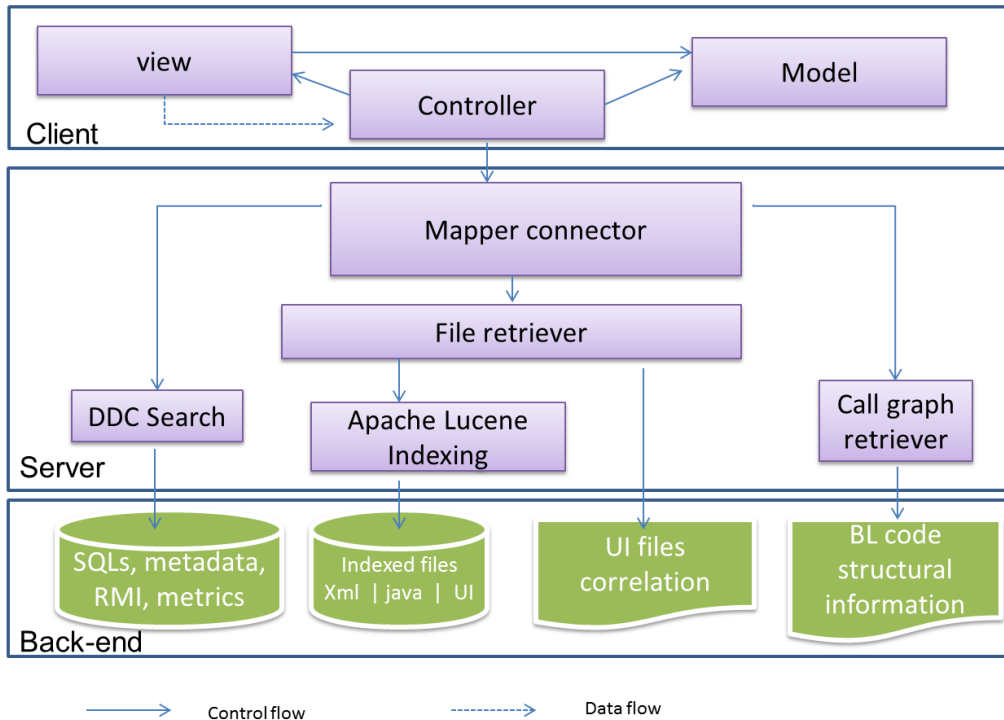 view
Model
Controller
Client
Mapper connector
File retriever
DDC Search
Apache Lucene
Indexing
Call graph
retriever
Server
SQLs, metadata,
RMI, metrics
Indexed files
Xml | java | UI
UI files
correlation
BL code
structural
information
Back-end
Control flow
Data flow